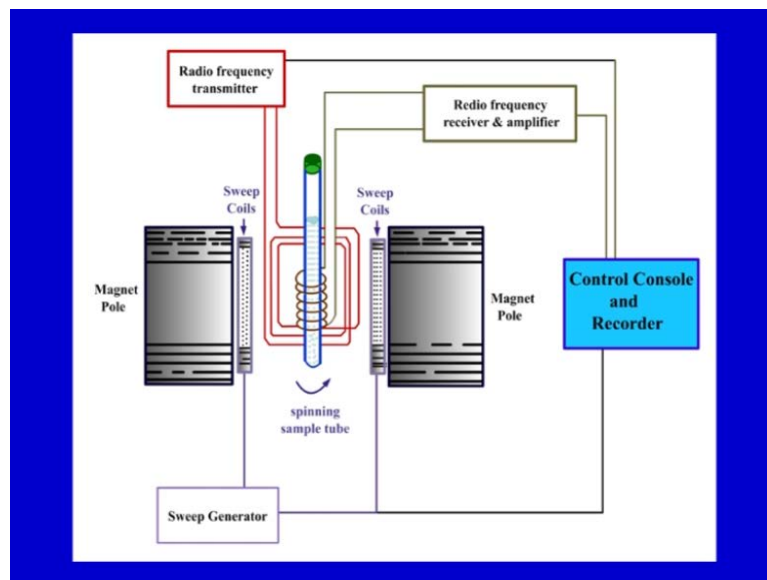 Radio frequency
transmitter
Redio frequency
receiver & amplifier
Sweep
Coils
Sweep
Coils
Magnet
Pole
Magnet
Pole
Control Console
and
Recorder
spinning
sample tube
Sweep Generator